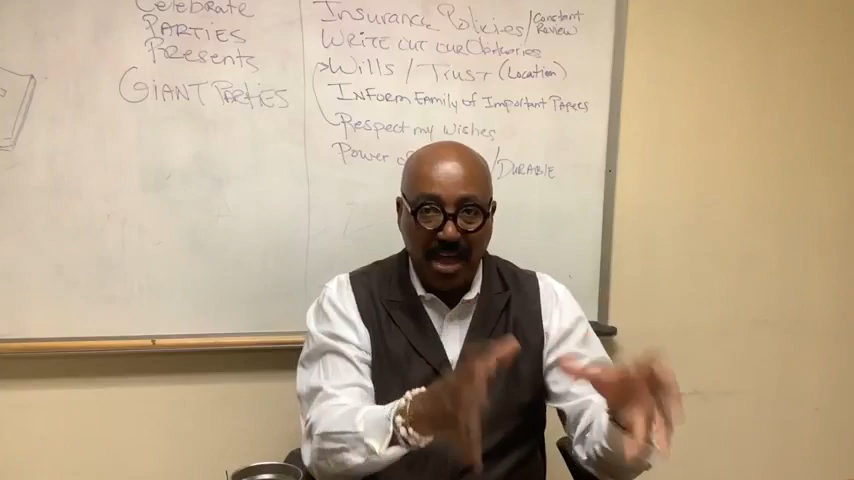 Celebrate
PARTIES
Presents
GIANT PARTIES
Insurance Policies/Constant Review
WRITE OUT OUR Obituaries
>Wills / TRUST (Location)
INFORM Family of Important Papers
Respect my Wishes
Power of /DURABLE